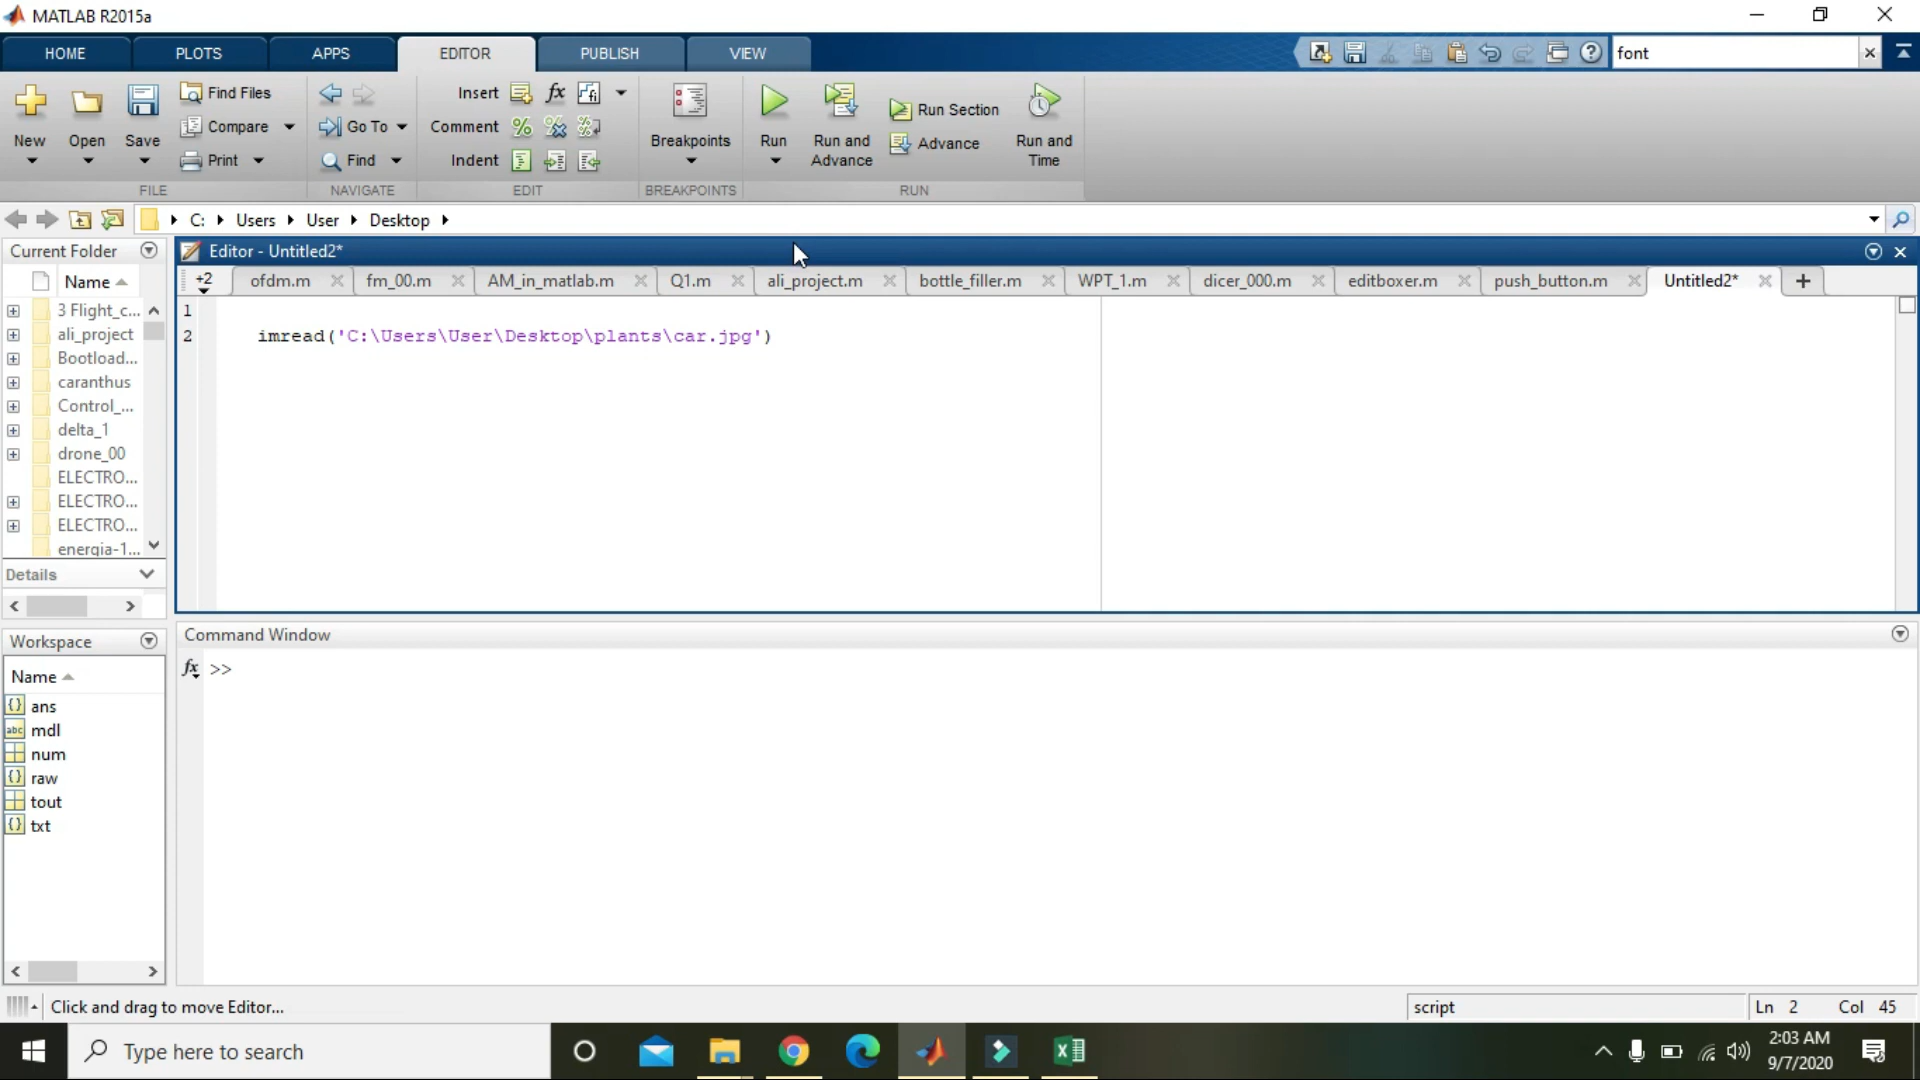 MATLAB R2015a
HOME PLOTS APPS EDITOR PUBLISH VIEW font
New Open Save Find Files Compare Print
Go To Find
Insert Comment Indent
Breakpoints Run Run and Advance Run Section Advance Run and Time
FILE NAVIGATE EDIT BREAKPOINTS RUN
C: Users User Desktop
Current Folder
Editor - Untitled2*
Name
+2 ofdm.m fm_00.m AM_in_matlab.m Q1.m ali_project.m bottle_filler.m WPT_1.m dicer_000.m editboxer.m push_button.m Untitled2*
3 Flight_c...
ali_project
Bootload...
caranthus
Control_...
delta_1
drone_00
ELECTRO...
ELECTRO...
ELECTRO...
energia-1...
1
2 imread('C:\Users\User\Desktop\plants\car.jpg')
Details
Workspace
Name
ans
mdl
num
raw
tout
txt
Command Window
fx >>
Click and drag to move Editor...
script Ln 2 Col 45
Type here to search
2:03 AM
9/7/2020